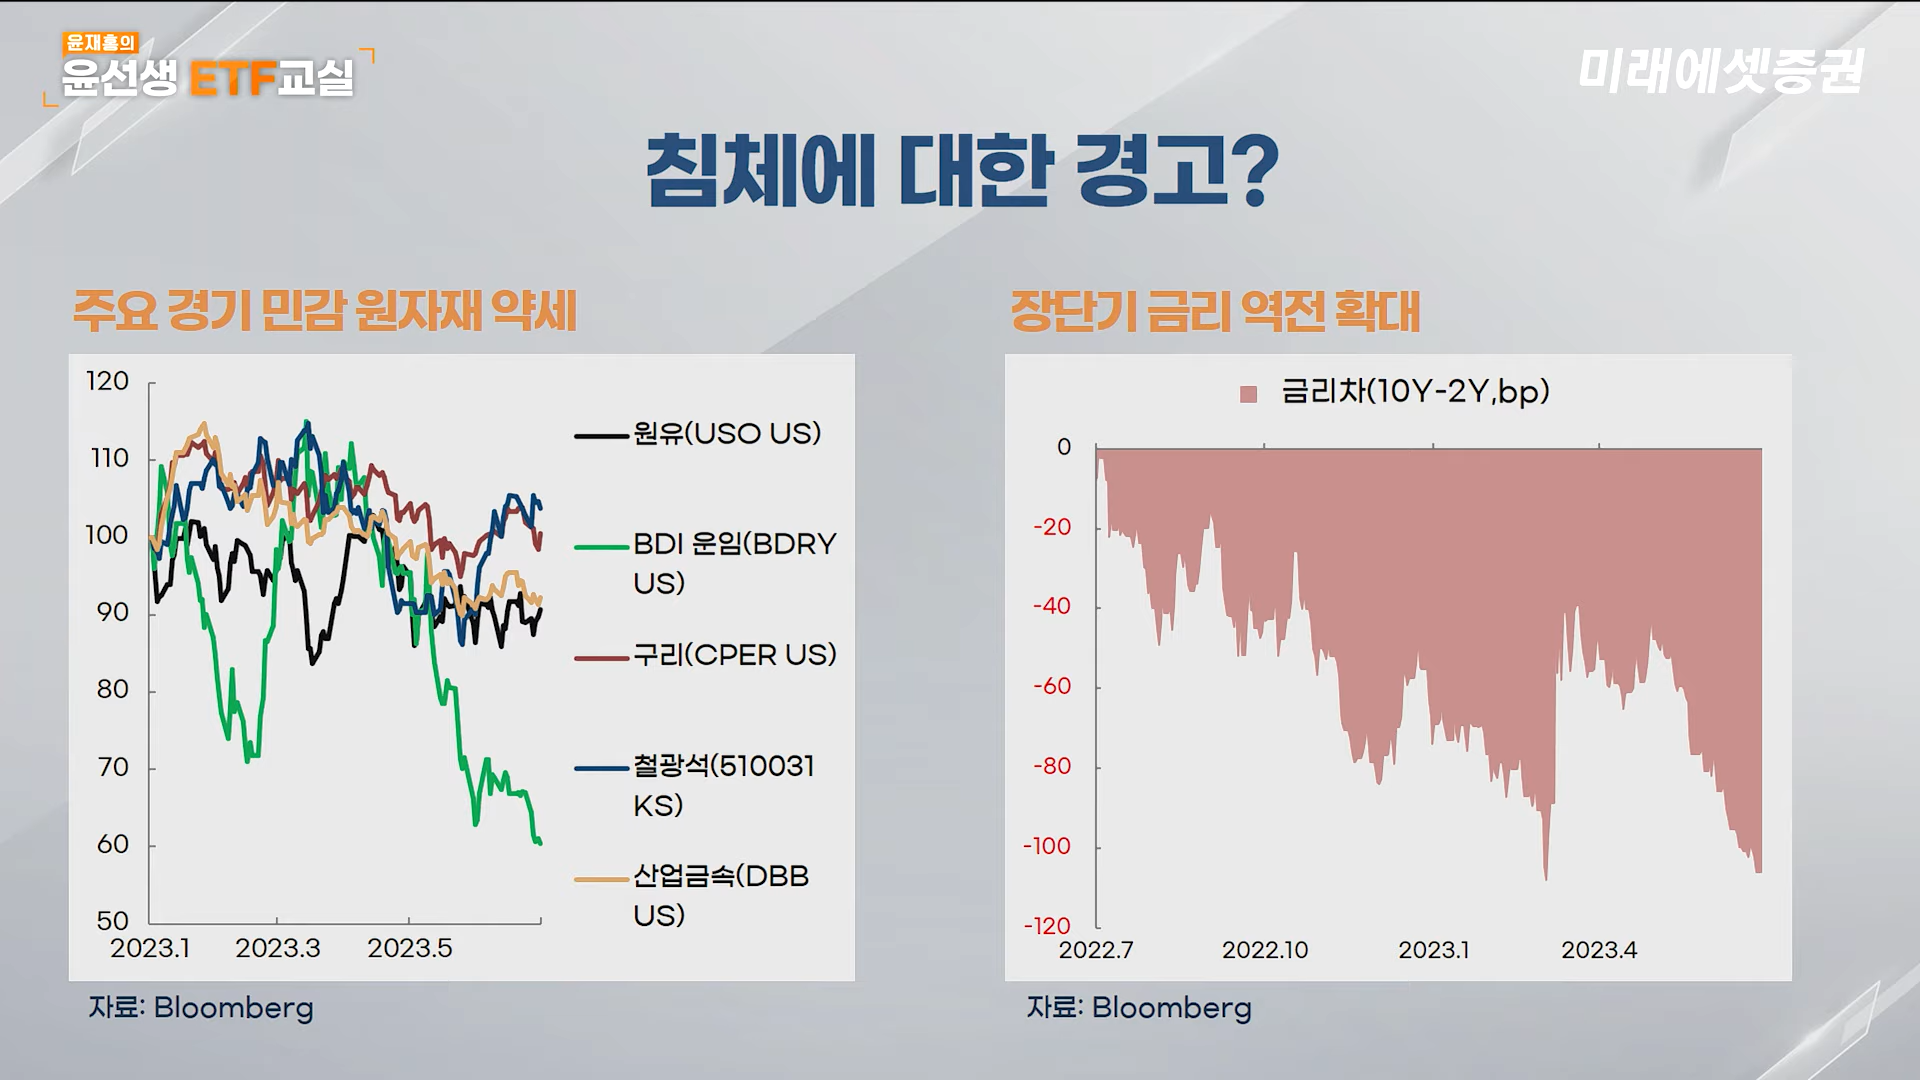 윤재홍의
윤선생 ETF교실
미래에셋증권
침체에 대한 경고?
주요 경기 민감 원자재 약세
120
110
100
90
80
70
60
50
2023.1
2023.3
2023.5
원유(USO US)
BDI 운임(BDRY
US)
구리(CPER US)
철광석(510031
KS)
산업금속(DBB
US)
자료: Bloomberg
장단기 금리 역전 확대
금리차(10Y-2Y,bp)
0
-20
-40
-60
-80
-100
-120
2022.7
2022.10
2023.1
2023.4
자료: Bloomberg